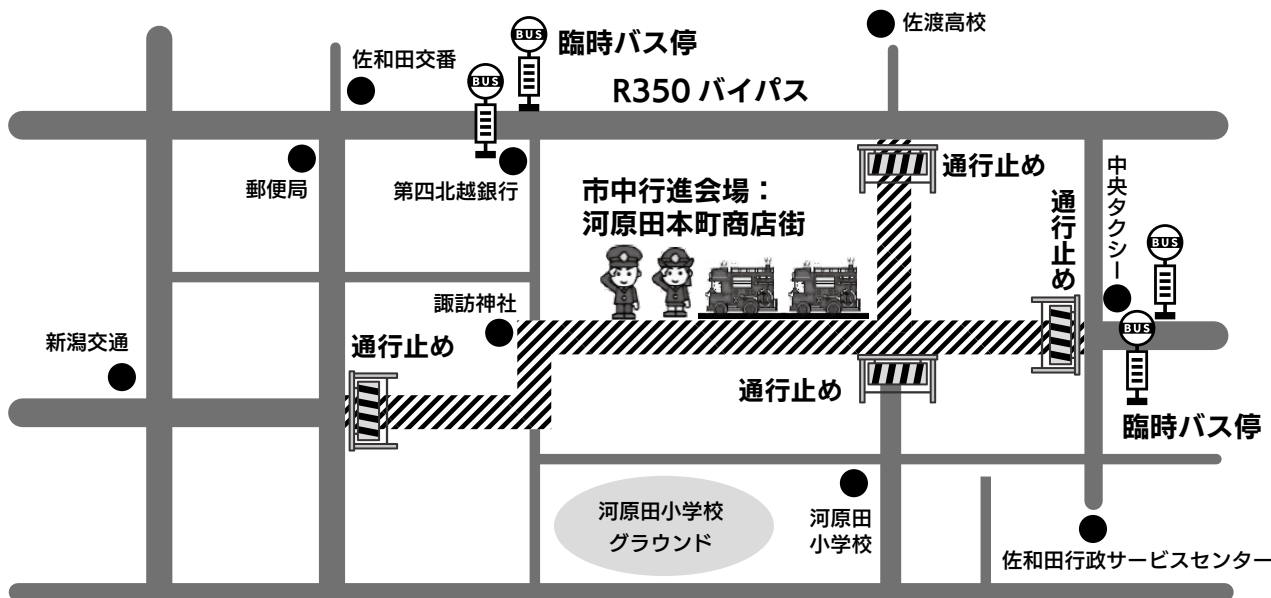 佐渡高校
臨時バス停
佐和田交番
BUS
BUS
R350 バイパス
郵便局
第四北越銀行
市中行進会場：
河原田本町商店街
通行止め
通行止め
中央タクシー
BUS
諏訪神社
新潟交通
通行止め
BUS
通行止め
臨時バス停
河原田小学校
グラウンド
河原田
小学校
佐和田行政サービスセンター